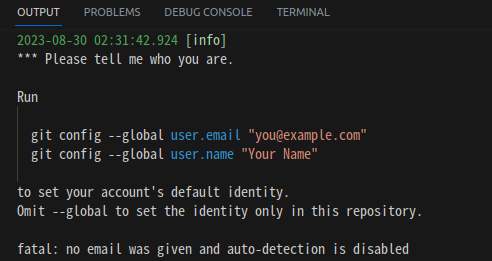 OUTPUT PROBLEMS DEBUG CONSOLE TERMINAL
2023-08-30 02:31:42.924 [info]
*** Please tell me who you are.
Run
git config --global user.email "you@example.com"
git config --global user.name "Your Name"
to set your account's default identity.
Omit --global to set the identity only in this repository.
fatal: no email was given and auto-detection is disabled